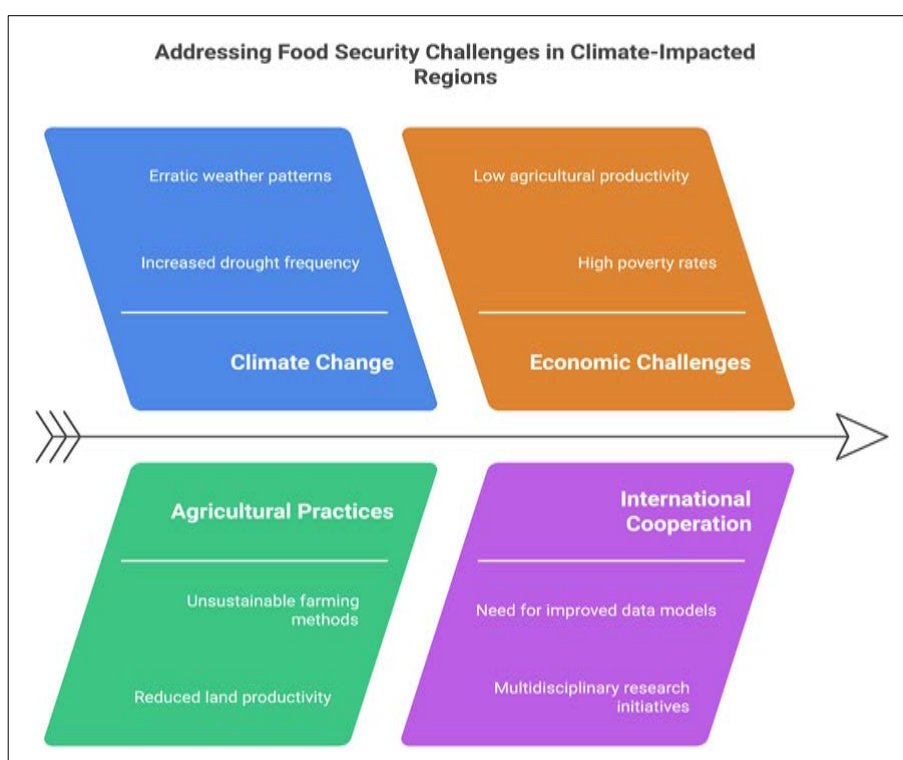 Addressing Food Security Challenges in Climate-Impacted
Regions
Erratic weather patterns
Increased drought frequency
Climate Change
Low agricultural productivity
High poverty rates
Economic Challenges
Agricultural Practices
Unsustainable farming
methods
Reduced land productivity
International
Cooperation
Need for improved data models
Multidisciplinary research
initiatives